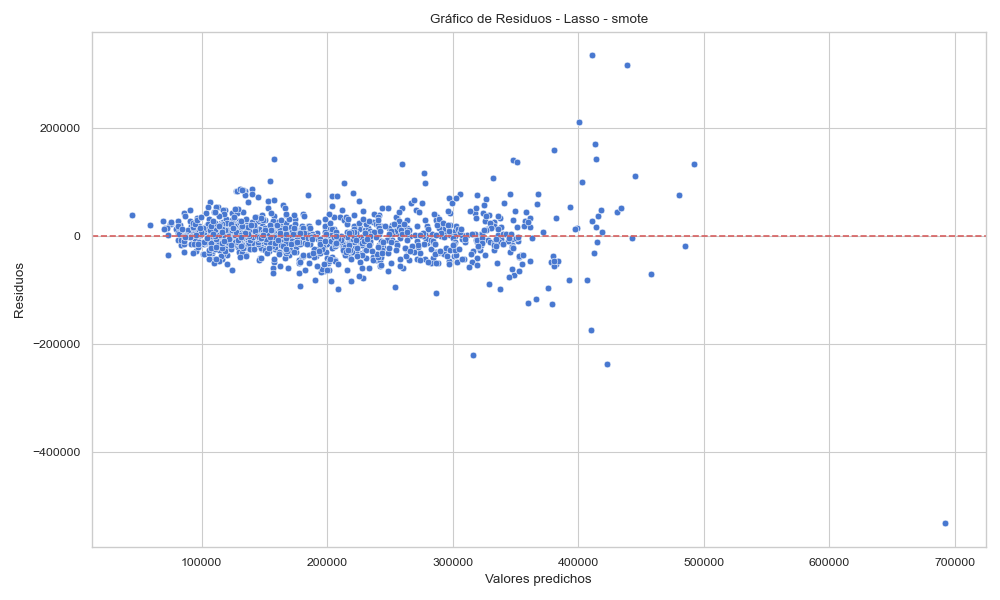 Gráfico de Residuos - Lasso - smote
Residuos
200000
0
−200000
−400000
100000 200000 300000 400000 500000 600000 700000
Valores predichos